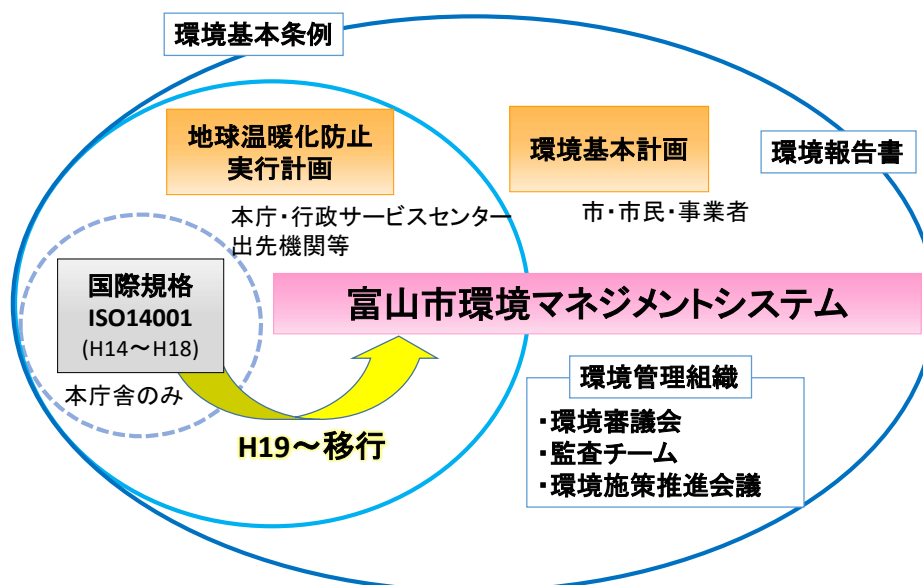 環境基本条例
地球温暖化防止
実行計画
環境基本計画
環境報告書
本庁・行政サービスセンター
出先機関等
市・市民・事業者
国際規格
ISO14001
(H14～H18)
本庁舎のみ
富山市環境マネジメントシステム
H19～移行
環境管理組織
・環境審議会
・監査チーム
・環境施策推進会議